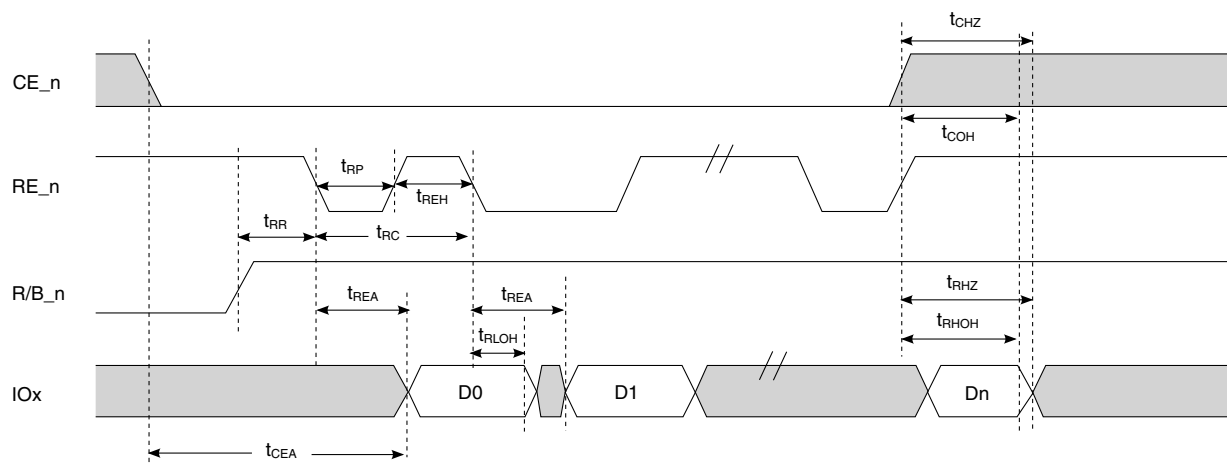 tCHZ
CE_n
tCOH
RE_n
tRP
tREH
tRR
tRC
R/B_n
tREA
tREA
tRHZ
tRLOH
tRHOH
IOx
D0
D1
Dn
tCEA